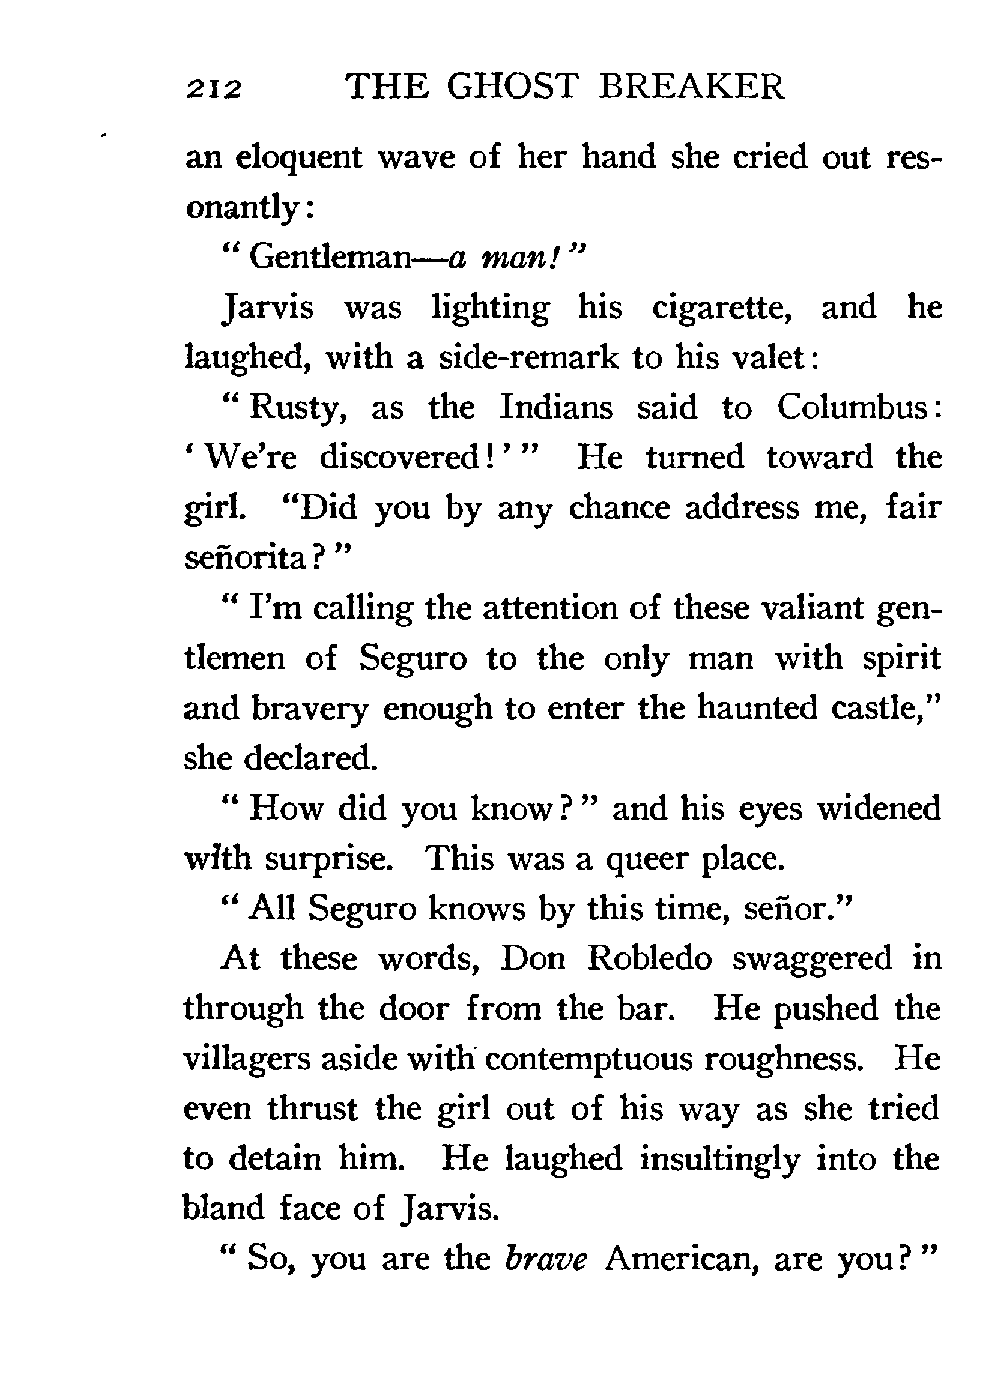 212 THE GHOST BREAKER
an eloquent wave of her hand she cried out res-
onantly:
“Gentleman—a man!”
Jarvis was lighting his cigarette, and he
laughed, with a side-remark to his valet:
“Rusty, as the Indians said to Columbus:
‘We’re discovered!’” He turned toward the
girl. “Did you by any chance address me, fair
señorita?”
“I’m calling the attention of these valiant gen-
tlemen of Seguro to the only man with spirit
and bravery enough to enter the haunted castle,”
she declared.
“How did you know?” and his eyes widened
with surprise. This was a queer place.
“All Seguro knows by this time, señor.”
At these words, Don Robledo swaggered in
through the door from the bar. He pushed the
villagers aside with contemptuous roughness. He
even thrust the girl out of his way as she tried
to detain him. He laughed insultingly into the
bland face of Jarvis.
“So, you are the brave American, are you?”